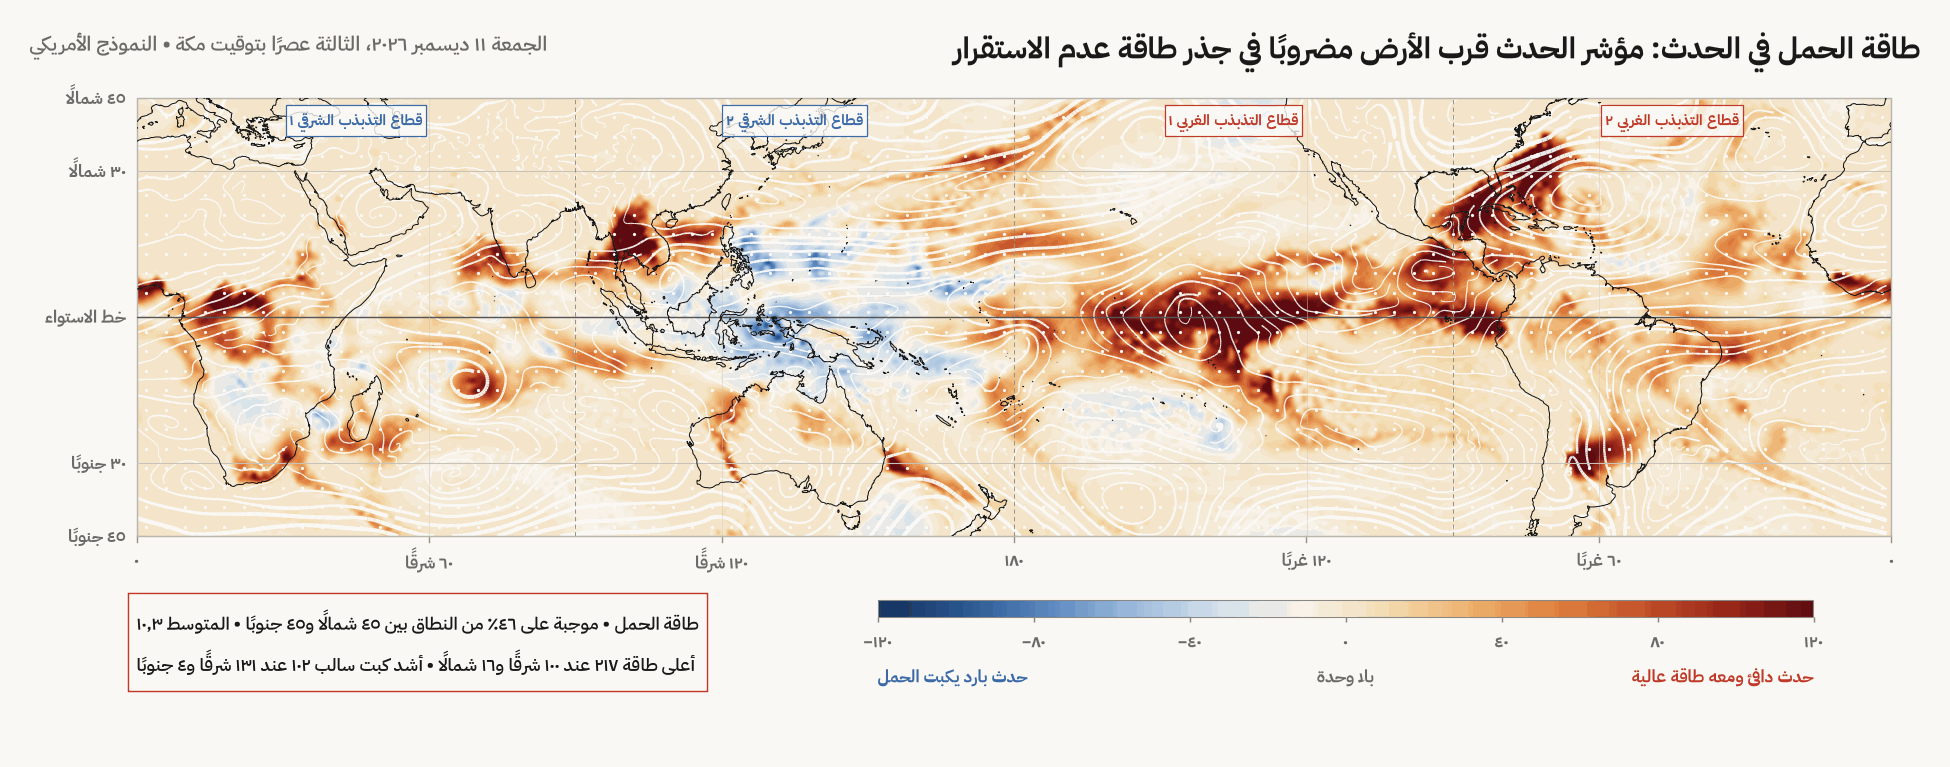 طاقة الحمل في الحدث: مؤشر الحدث قرب الأرض مضروبًا في جذر طاقة عدم الاستقرار
الجمعة ١١ ديسمبر ٢٠٢٦، الثالثة عصرًا بتوقيت مكة • النموذج الأمريكي
٤٥ شمالًا
قطاع التذبذب الشرقي ١
قطاع التذبذب الشرقي ٢
قطاع التذبذب الغربي ١
قطاع التذبذب الغربي ٢
٣٠ شمالًا
خط الاستواء
٣٠ جنوبًا
٤٥ جنوبًا
٠
٦٠ شرقًا
١٢٠ شرقًا
١٨٠
١٢٠ غربًا
٦٠ غربًا
٠
طاقة الحمل • موجبة على ٤٦٪ من النطاق بين ٤٥ شمالًا و٤٥ جنوبًا • المتوسط ١٠٫٣
أعلى طاقة ٢١٧ عند ١٠٠ شرقًا و١٦ شمالًا • أشد كبت سالب ١٠٢ عند ١٣١ شرقًا و٤ جنوبًا
−١٢٠
−٨٠
−٤٠
٠
٤٠
٨٠
١٢٠
حدث بارد يكبت الحمل
بلا وحدة
حدث دافئ ومعه طاقة عالية